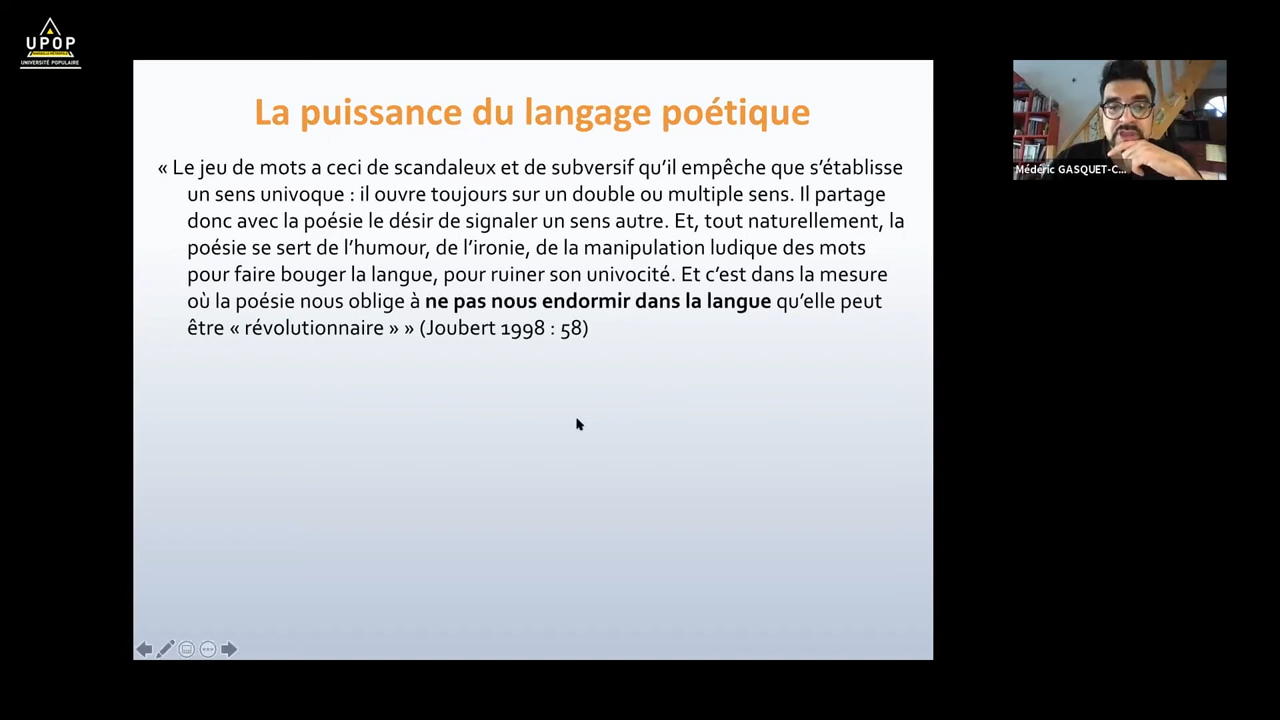 UPOP
UNIVERSITÉ POPULAIRE
La puissance du langage poétique
« Le jeu de mots a ceci de scandaleux et de subversif qu’il empêche que s’établisse
un sens univoque : il ouvre toujours sur un double ou multiple sens. Il partage
donc avec la poésie le désir de signaler un sens autre. Et, tout naturellement, la
poésie se sert de l’humour, de l’ironie, de la manipulation ludique des mots
pour faire bouger la langue, pour ruiner son univocité. Et c’est dans la mesure
où la poésie nous oblige à ne pas nous endormir dans la langue qu’elle peut
être « révolutionnaire » » (Joubert 1998 : 58)
Médéric GASQUET-C...